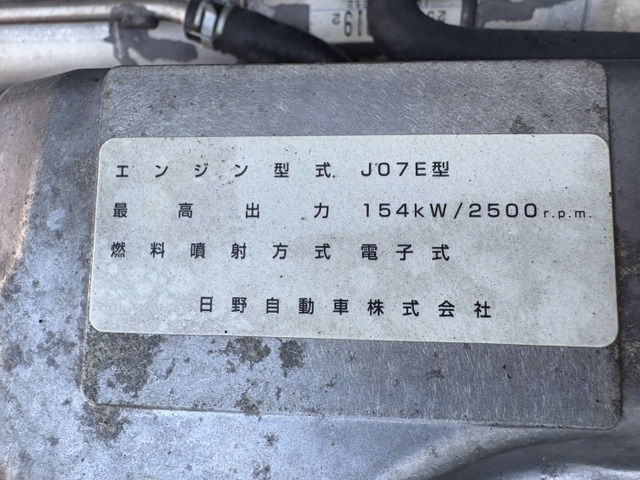 エンジン型式 J07E型
最高出力 154kW/2500r.p.m.
燃料噴射方式 電子式
日野自動車株式会社